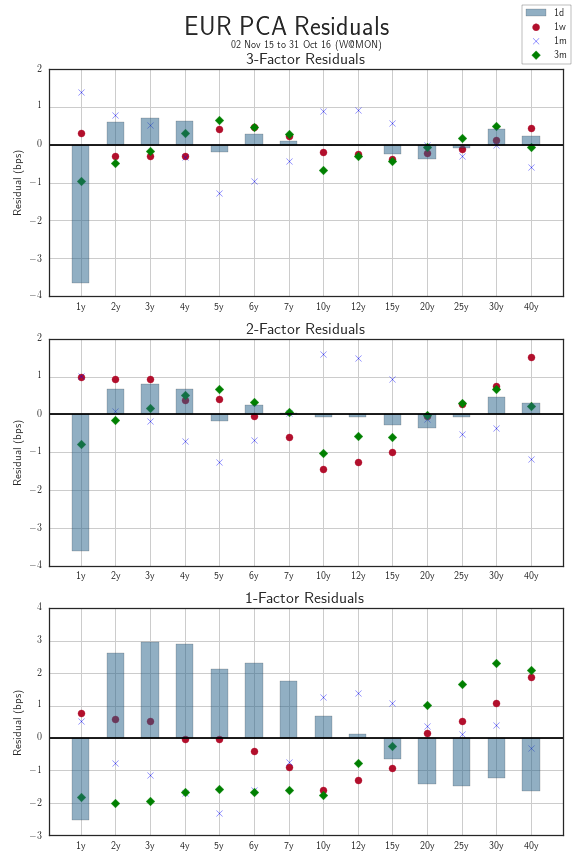 EUR PCA Residuals
02 Nov 15 to 31 Oct 16 (W@MON)
1d
1w
1m
3m
3-Factor Residuals
Residual (bps)
2
1
0
−1
−2
−3
−4
1y 2y 3y 4y 5y 6y 7y 10y 12y 15y 20y 25y 30y 40y
2-Factor Residuals
Residual (bps)
2
1
0
−1
−2
−3
−4
1y 2y 3y 4y 5y 6y 7y 10y 12y 15y 20y 25y 30y 40y
1-Factor Residuals
Residual (bps)
4
3
2
1
0
−1
−2
−3
1y 2y 3y 4y 5y 6y 7y 10y 12y 15y 20y 25y 30y 40y